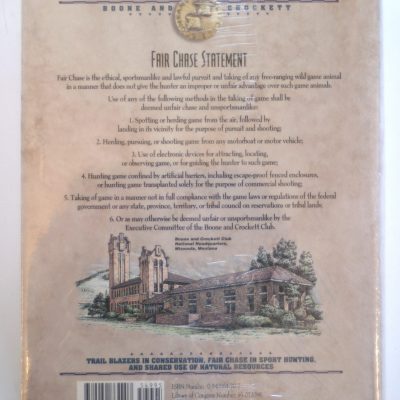 BOONE AND CROCKETT
FAIR CHASE STATEMENT
Fair Chase is the ethical, sportsmanlike and lawful pursuit and taking of any free-ranging wild game animal
in a manner that does not give the hunter an improper or unfair advantage over such game animals.
Use of any of the following methods in the taking of game shall be
deemed unfair chase and unsportsmanlike:
1. Spotting or herding game from the air, followed by
landing in its vicinity for the purpose of pursuit and shooting;
2. Herding, pursuing, or shooting game from any motorboat or motor vehicle;
3. Use of electronic devices for attracting, locating,
or observing game, or for guiding the hunter to such game;
4. Hunting game confined by artificial barriers, including escape-proof fenced enclosures,
or hunting game transplanted solely for the purpose of commercial shooting;
5. Taking of game in a manner not in full compliance with the game laws or regulations of the federal
government or any state, province, territory, or tribal council on reservations or tribal lands;
6. Or as may otherwise be deemed unfair or unsportsmanlike by the
Executive Committee of the Boone and Crockett Club.
Boone and Crockett Club
National Headquarters,
Missoula, Montana
TRAIL BLAZERS IN CONSERVATION, FAIR CHASE IN SPORT HUNTING,
AND SHARED USE OF NATURAL RESOURCES
54995
ISBN Number
Library of Congress Number